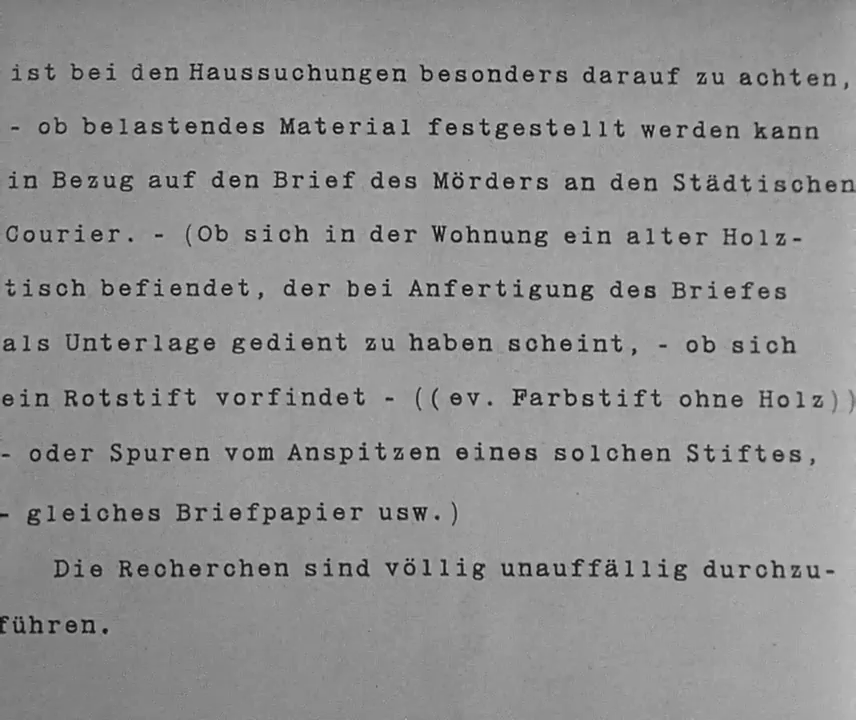 ist bei den Haussuchungen besonders darauf zu achten,
- ob belastendes Material festgestellt werden kann
in Bezug auf den Brief des Mörders an den Städtischen
Courier. - (Ob sich in der Wohnung ein alter Holz-
tisch befiendet, der bei Anfertigung des Briefes
als Unterlage gedient zu haben scheint, - ob sich
ein Rotstift vorfindet - ((ev. Farbstift ohne Holz))
- oder Spuren vom Anspitzen eines solchen Stiftes,
- gleiches Briefpapier usw.)
Die Recherchen sind völlig unauffällig durchzu-
führen.